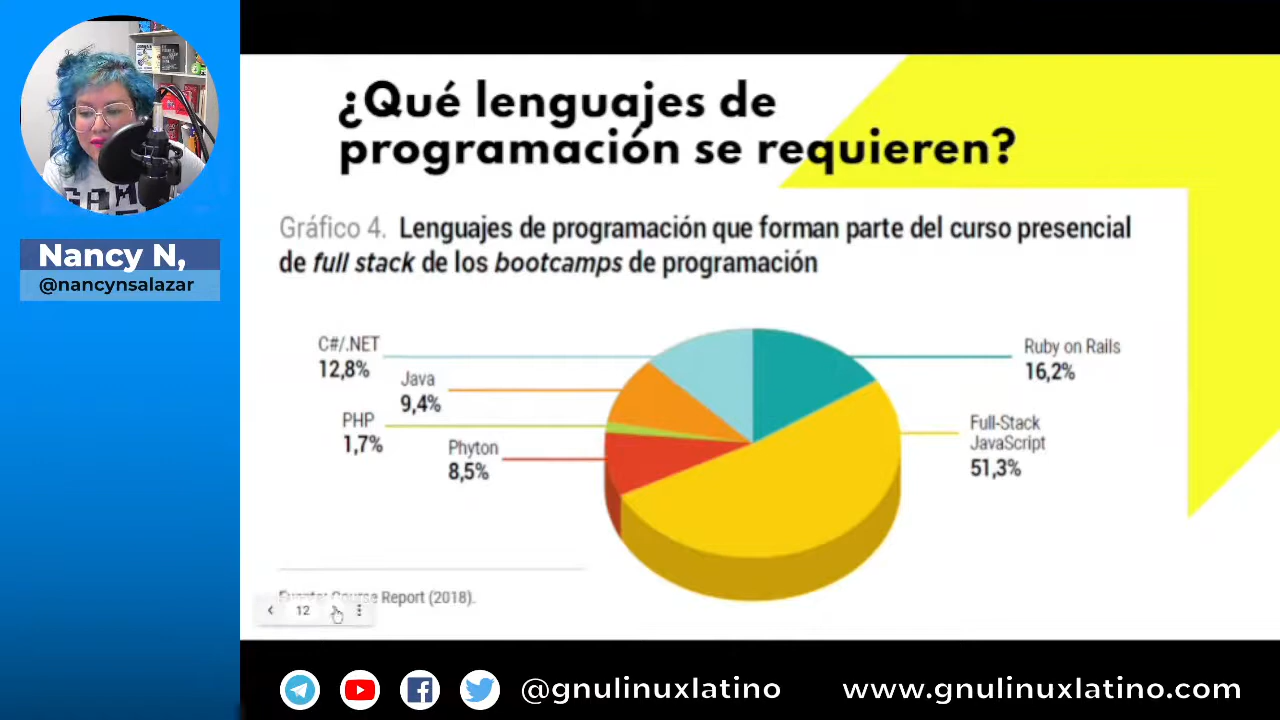 ¿Qué lenguajes de
programación se requieren?
Gráfico 4. Lenguajes de programación que forman parte del curso presencial
de full stack de los bootcamps de programación
C#/.NET
12,8%
Java
9,4%
PHP
1,7%
Phyton
8,5%
Ruby on Rails
16,2%
Full-Stack
JavaScript
51,3%
Fuente: Course Report (2018).
12
Nancy N,
@nancynsalazar
@gnulinuxlatino
www.gnulinuxlatino.com